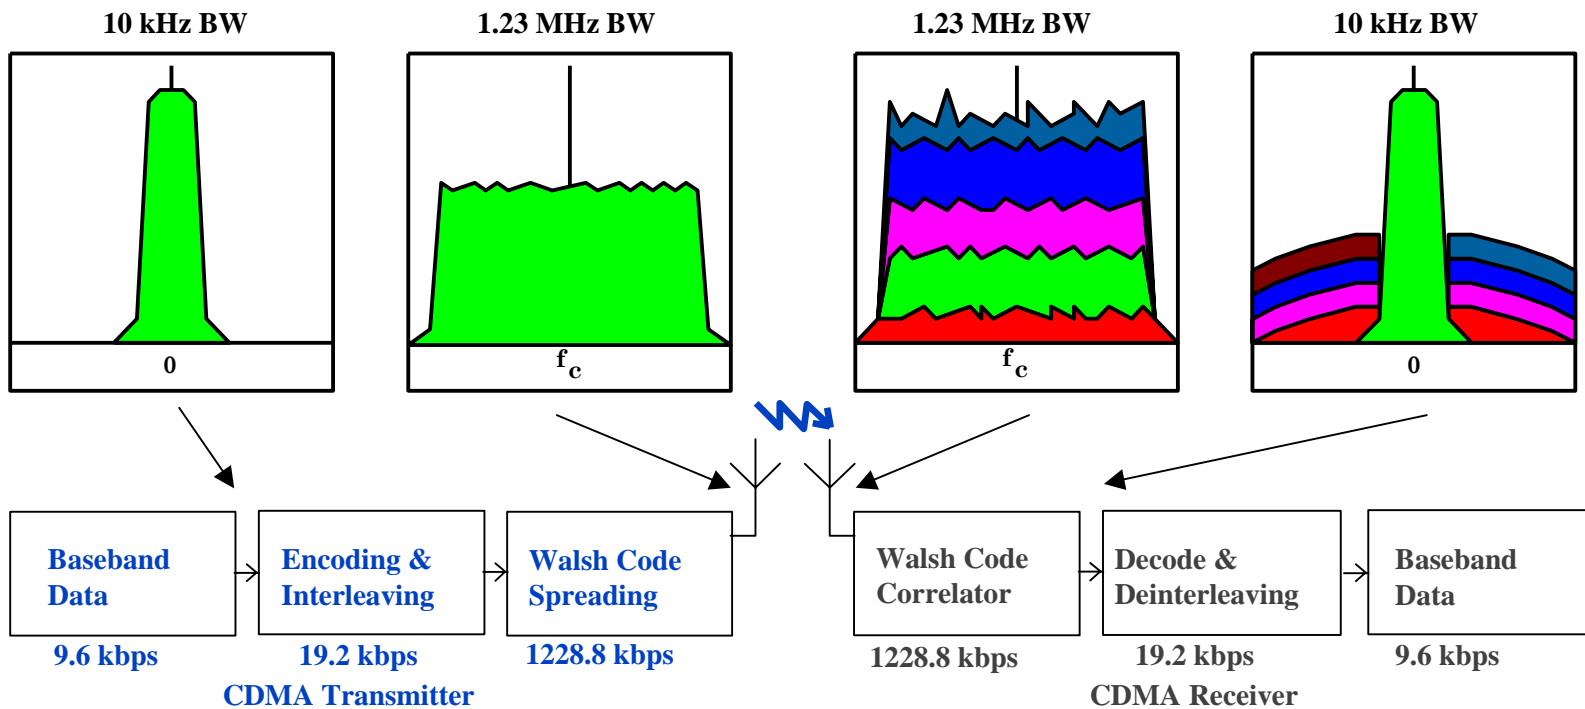 10 kHz BW
1.23 MHz BW
1.23 MHz BW
10 kHz BW
0
fc
fc
0
Baseband
Data
Encoding &
Interleaving
Walsh Code
Spreading
Walsh Code
Correlator
Decode &
Deinterleaving
Baseband
Data
9.6 kbps
19.2 kbps
1228.8 kbps
1228.8 kbps
19.2 kbps
9.6 kbps
CDMA Transmitter
CDMA Receiver